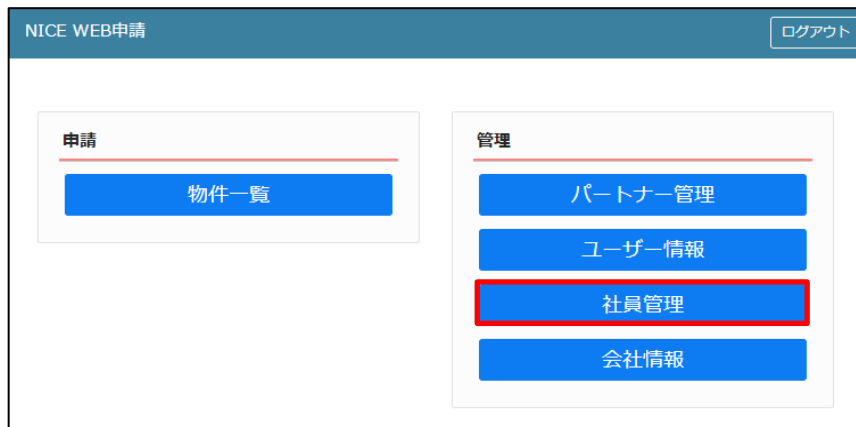 NICE WEB申請
ログアウト
申請
物件一覧
管理
パートナー管理
ユーザー情報
社員管理
会社情報